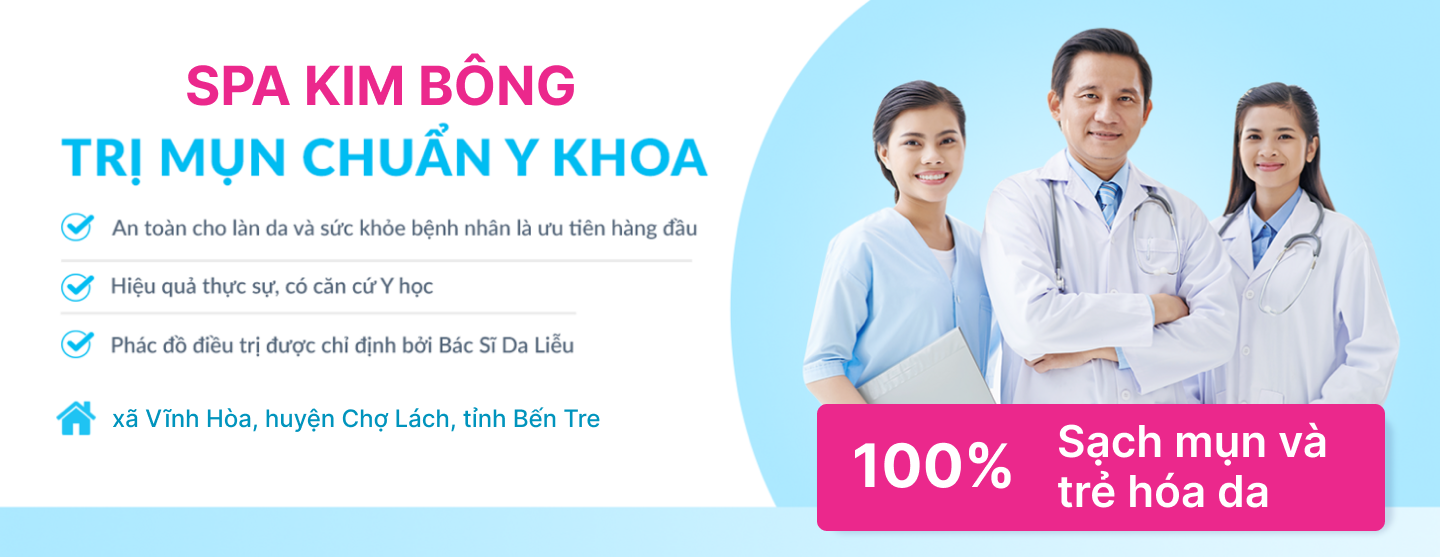 SPA KIM BÔNG
TRỊ MỤN CHUẨN Y KHOA
An toàn cho làn da và sức khỏe bệnh nhân là ưu tiên hàng đầu
Hiệu quả thực sự, có căn cứ Y học
Phác đồ điều trị được chỉ định bởi Bác Sĩ Da Liễu
xã Vĩnh Hòa, huyện Chợ Lách, tỉnh Bến Tre
100%
Sạch mụn và
trẻ hóa da